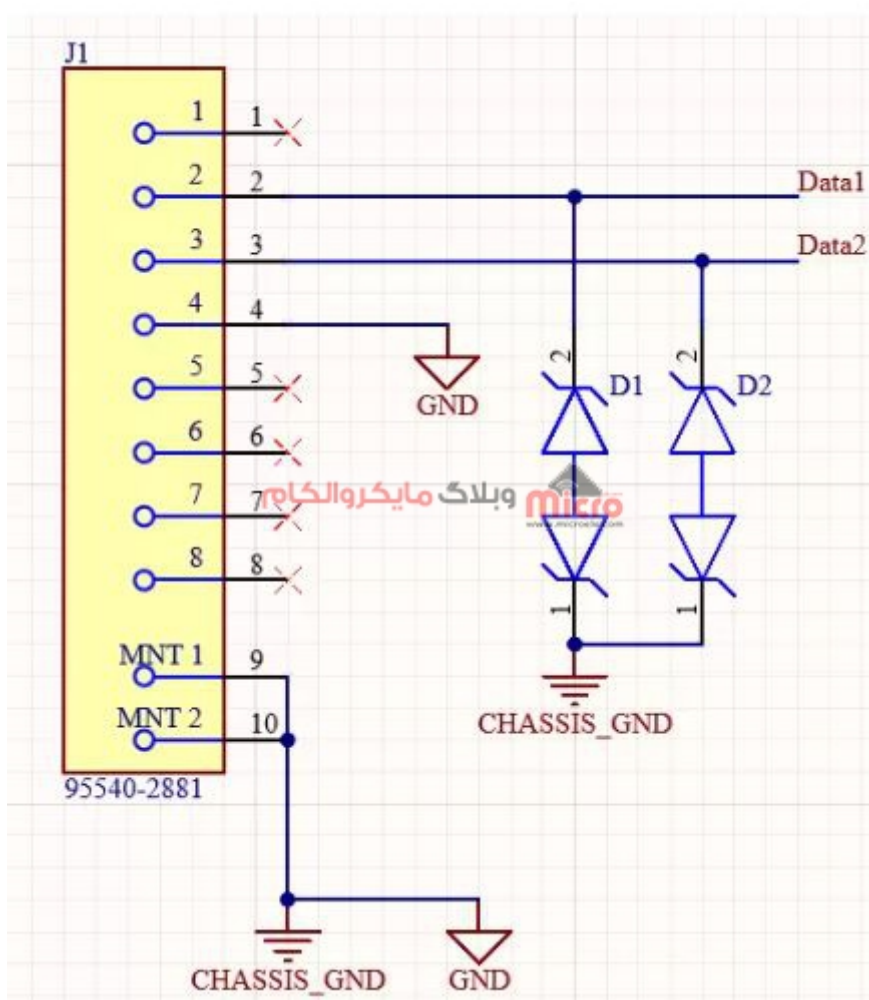 J1
1 1
2 2 Data1
3 3 Data2
4 4
GND
5 5
2 D1 2 D2
6 6
7 7
وبلاگ مایکروالکام Micro
8 8
1 1
MNT 1 9
MNT 2 10
CHASSIS_GND
95540-2881
CHASSIS_GND GND